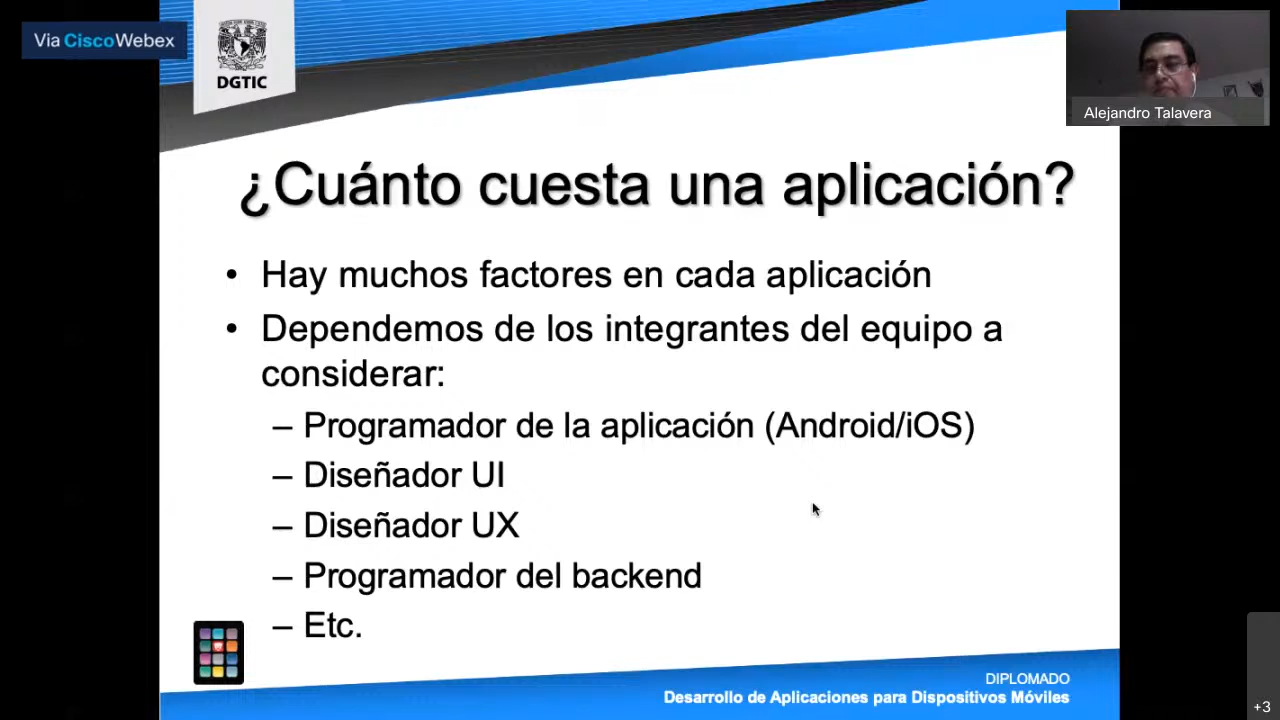 Via CiscoWebex
DGTIC
Alejandro Talavera
¿Cuánto cuesta una aplicación?
• Hay muchos factores en cada aplicación
• Dependemos de los integrantes del equipo a
considerar:
– Programador de la aplicación (Android/iOS)
– Diseñador UI
– Diseñador UX
– Programador del backend
– Etc.
DIPLOMADO
Desarrollo de Aplicaciones para Dispositivos Móviles
+3